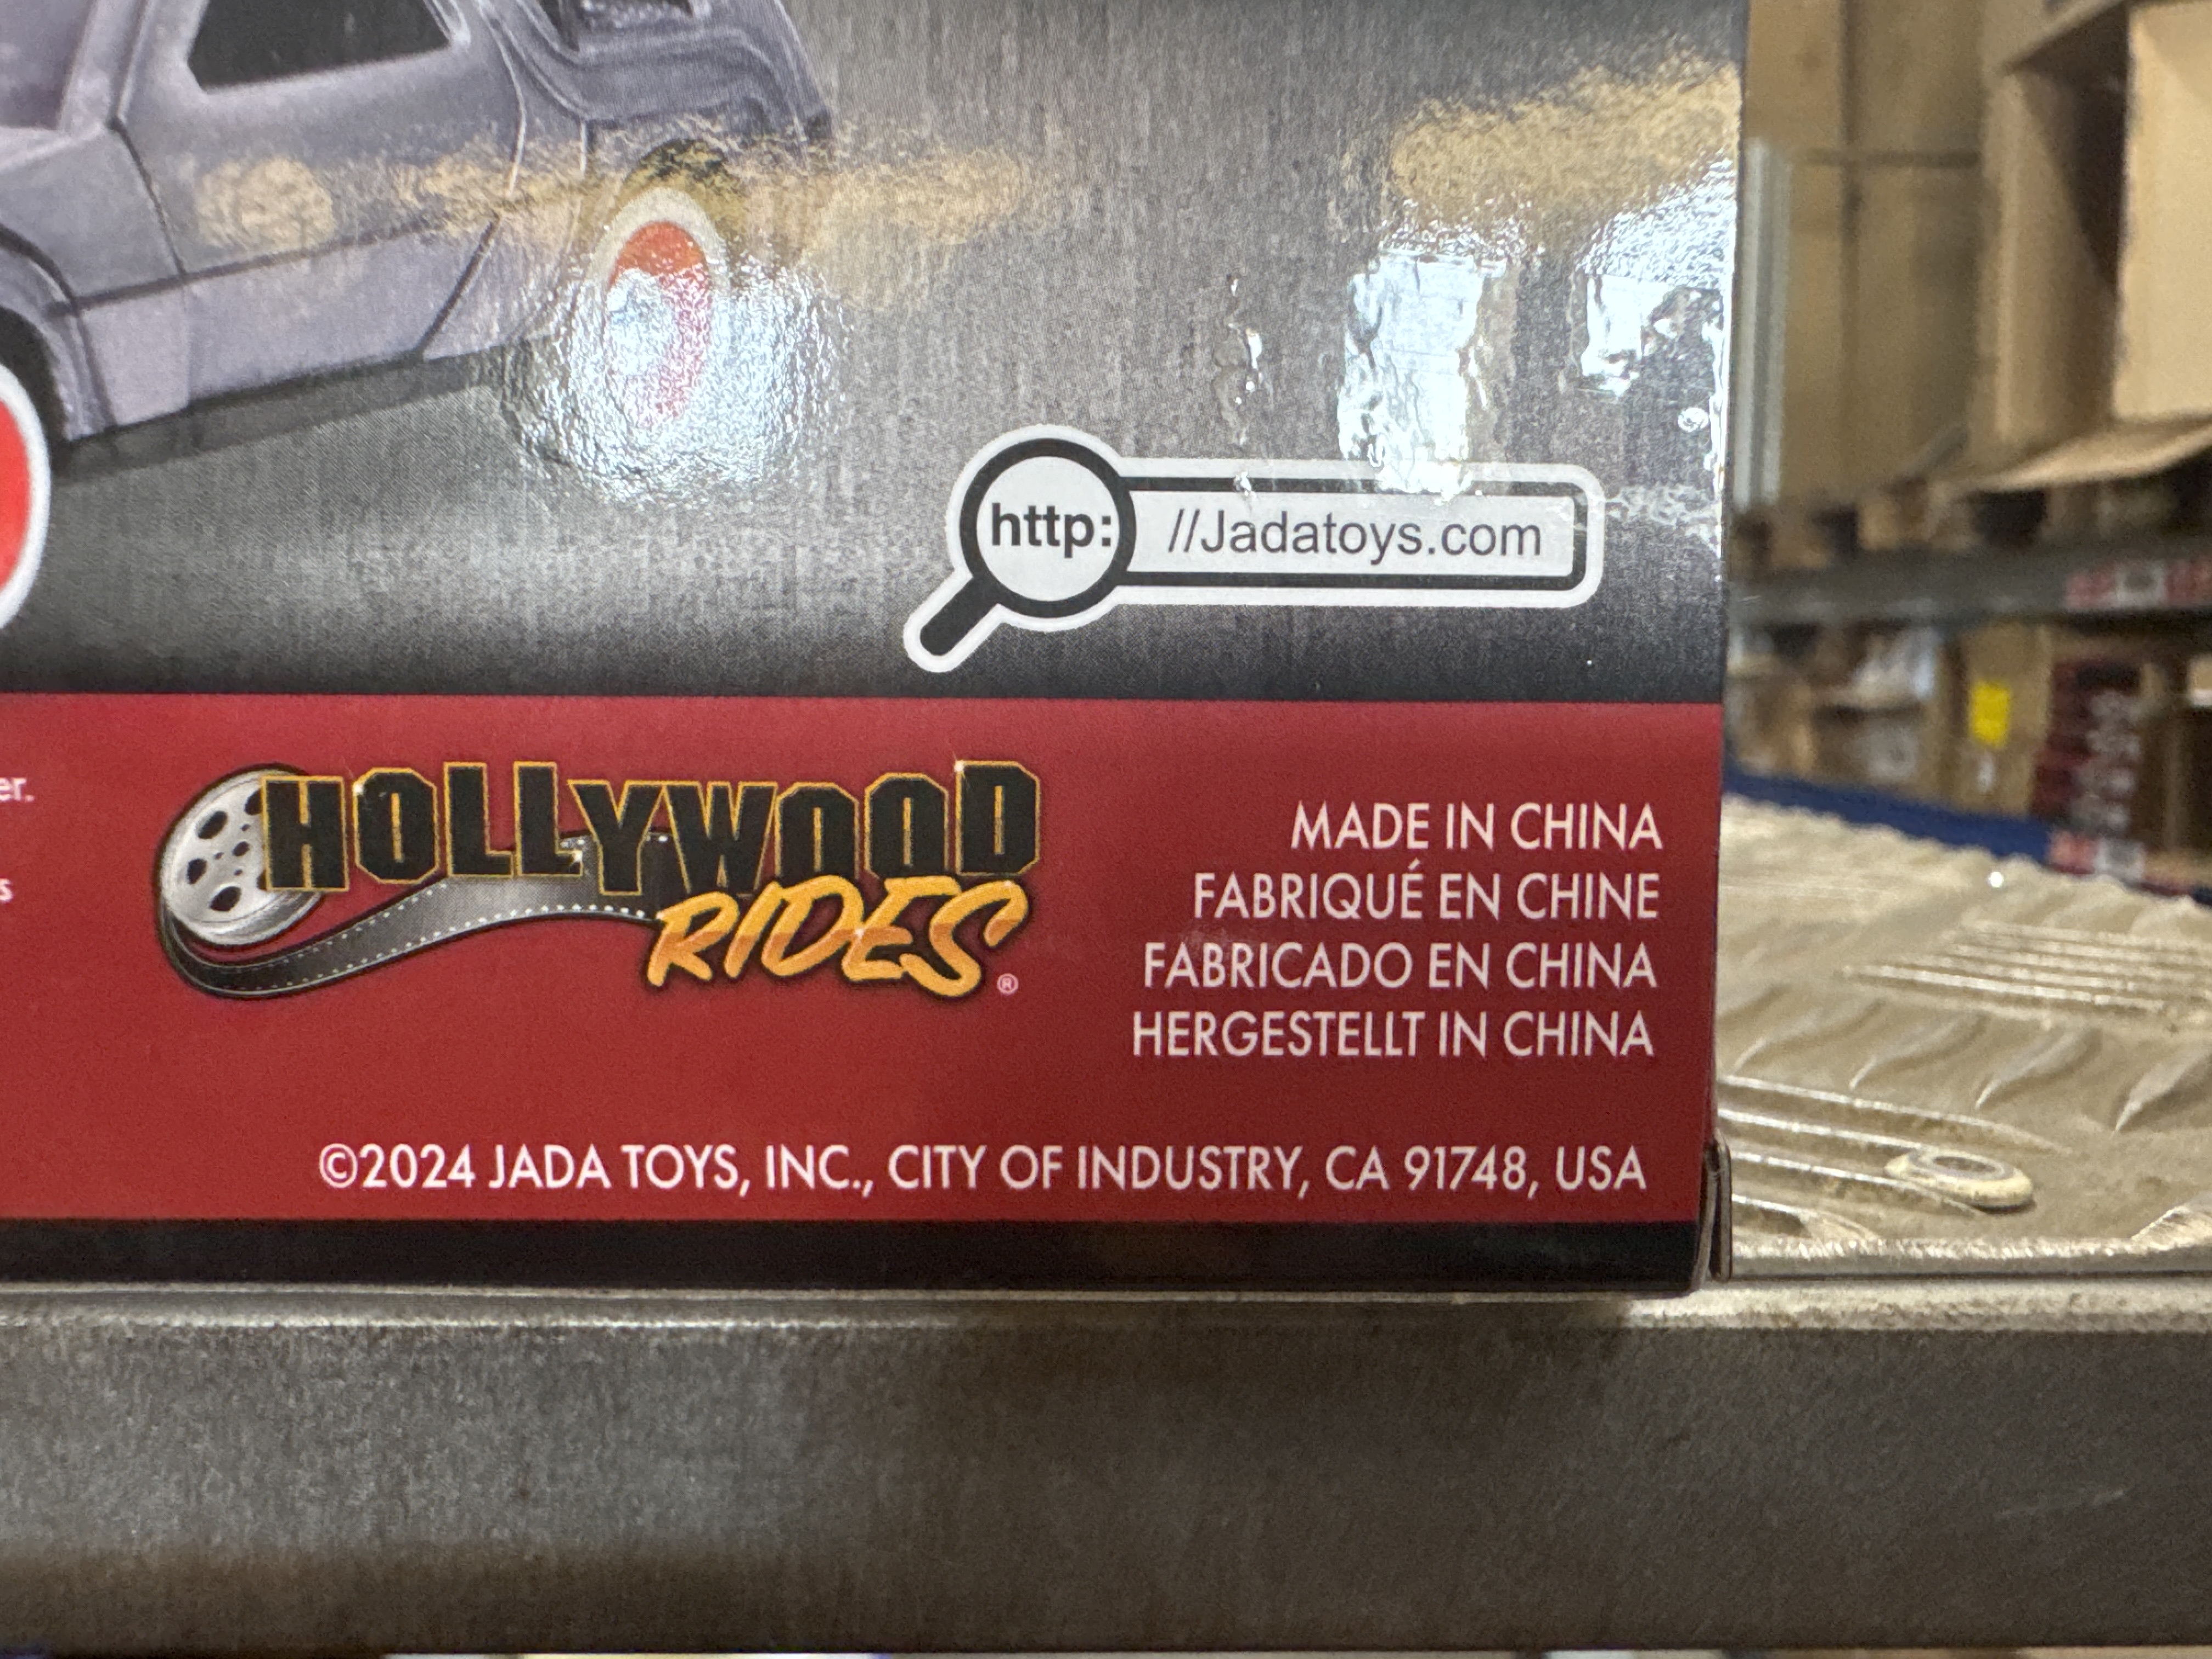 http: //Jadatoys.com
er.
s
HOLLYWOOD
RIDES®
MADE IN CHINA
FABRIQUÉ EN CHINE
FABRICADO EN CHINA
HERGESTELLT IN CHINA
©2024 JADA TOYS, INC., CITY OF INDUSTRY, CA 91748, USA